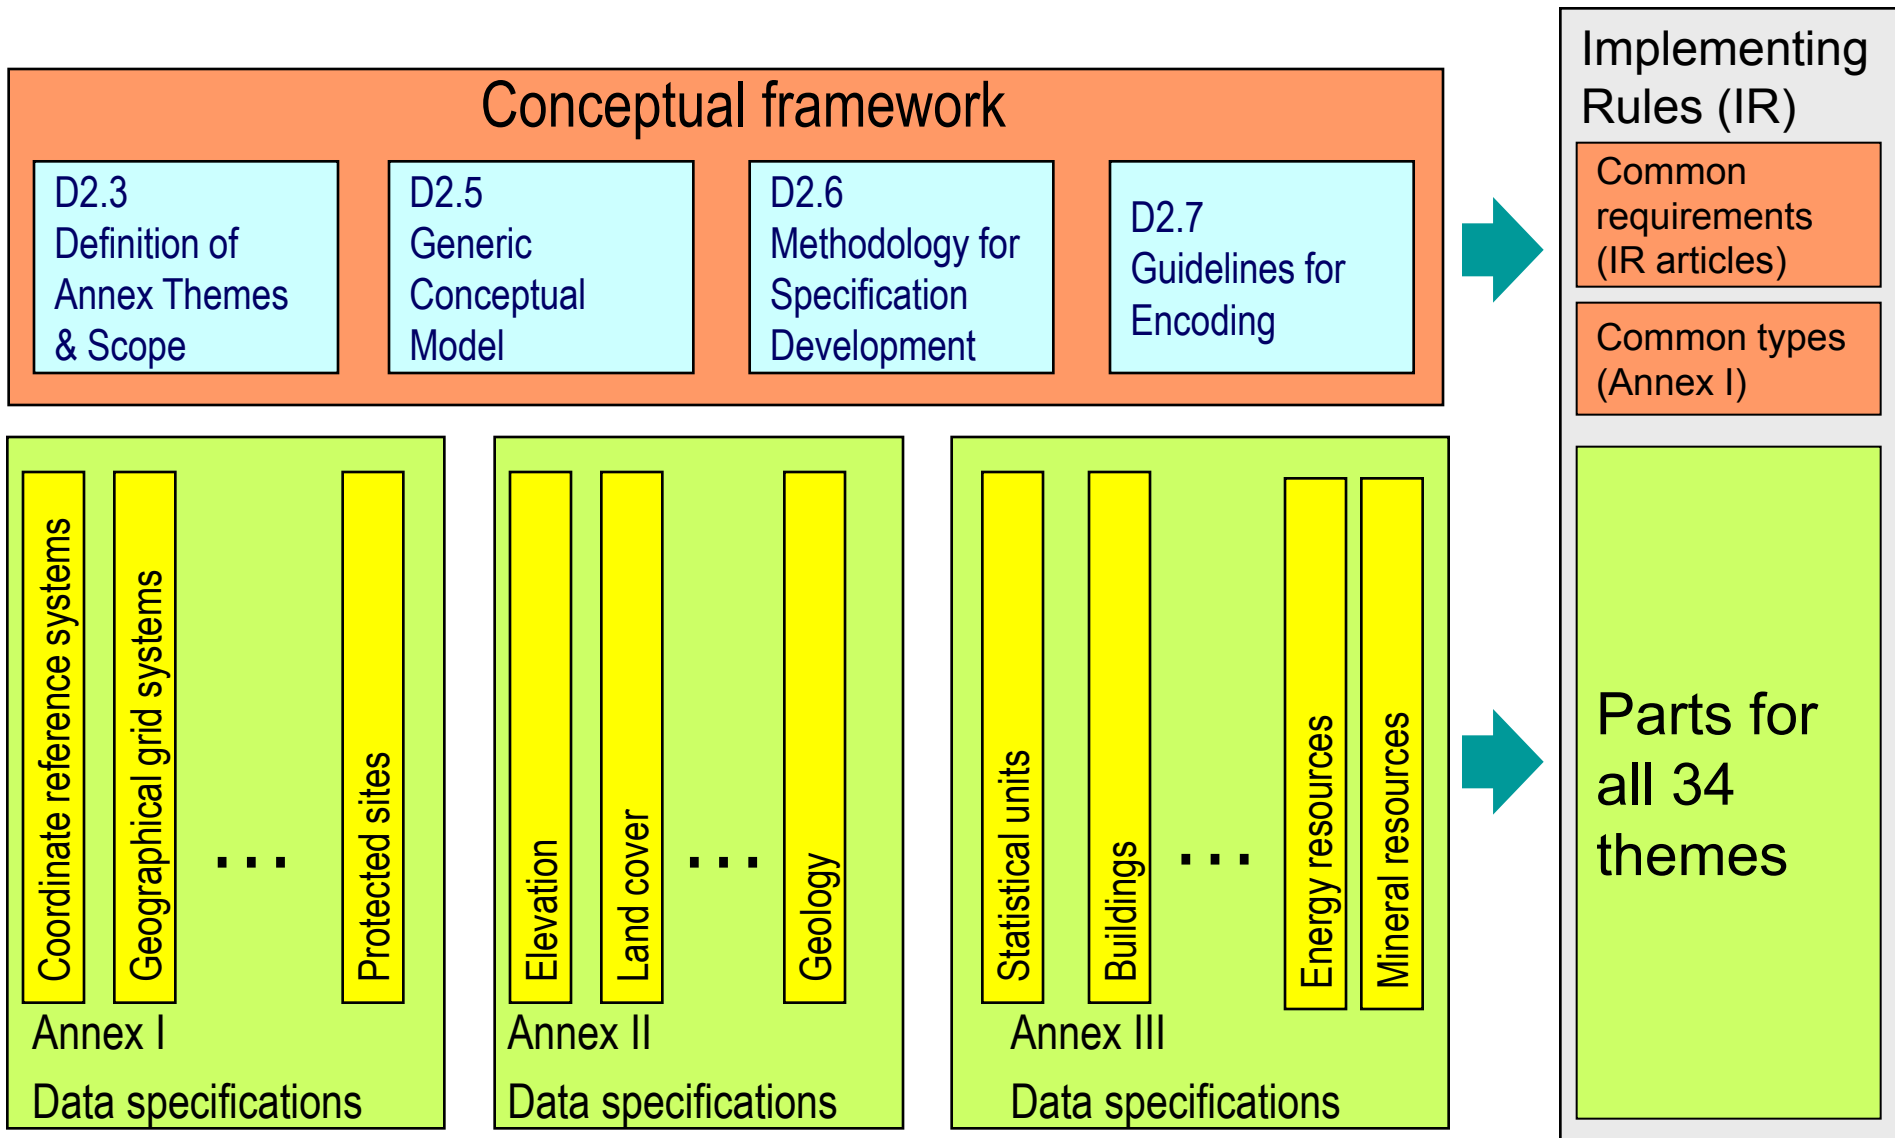 Conceptual framework
D2.3
Definition of
Annex Themes
& Scope
D2.5
Generic
Conceptual
Model
D2.6
Methodology for
Specification
Development
D2.7
Guidelines for
Encoding
Implementing
Rules (IR)
Common
requirements
(IR articles)
Common types
(Annex I)
Coordinate reference systems
Geographical grid systems
...
Protected sites
Annex I
Data specifications
Elevation
Land cover
...
Geology
Annex II
Data specifications
Statistical units
Buildings
...
Energy resources
Mineral resources
Annex III
Data specifications
Parts for
all 34
themes